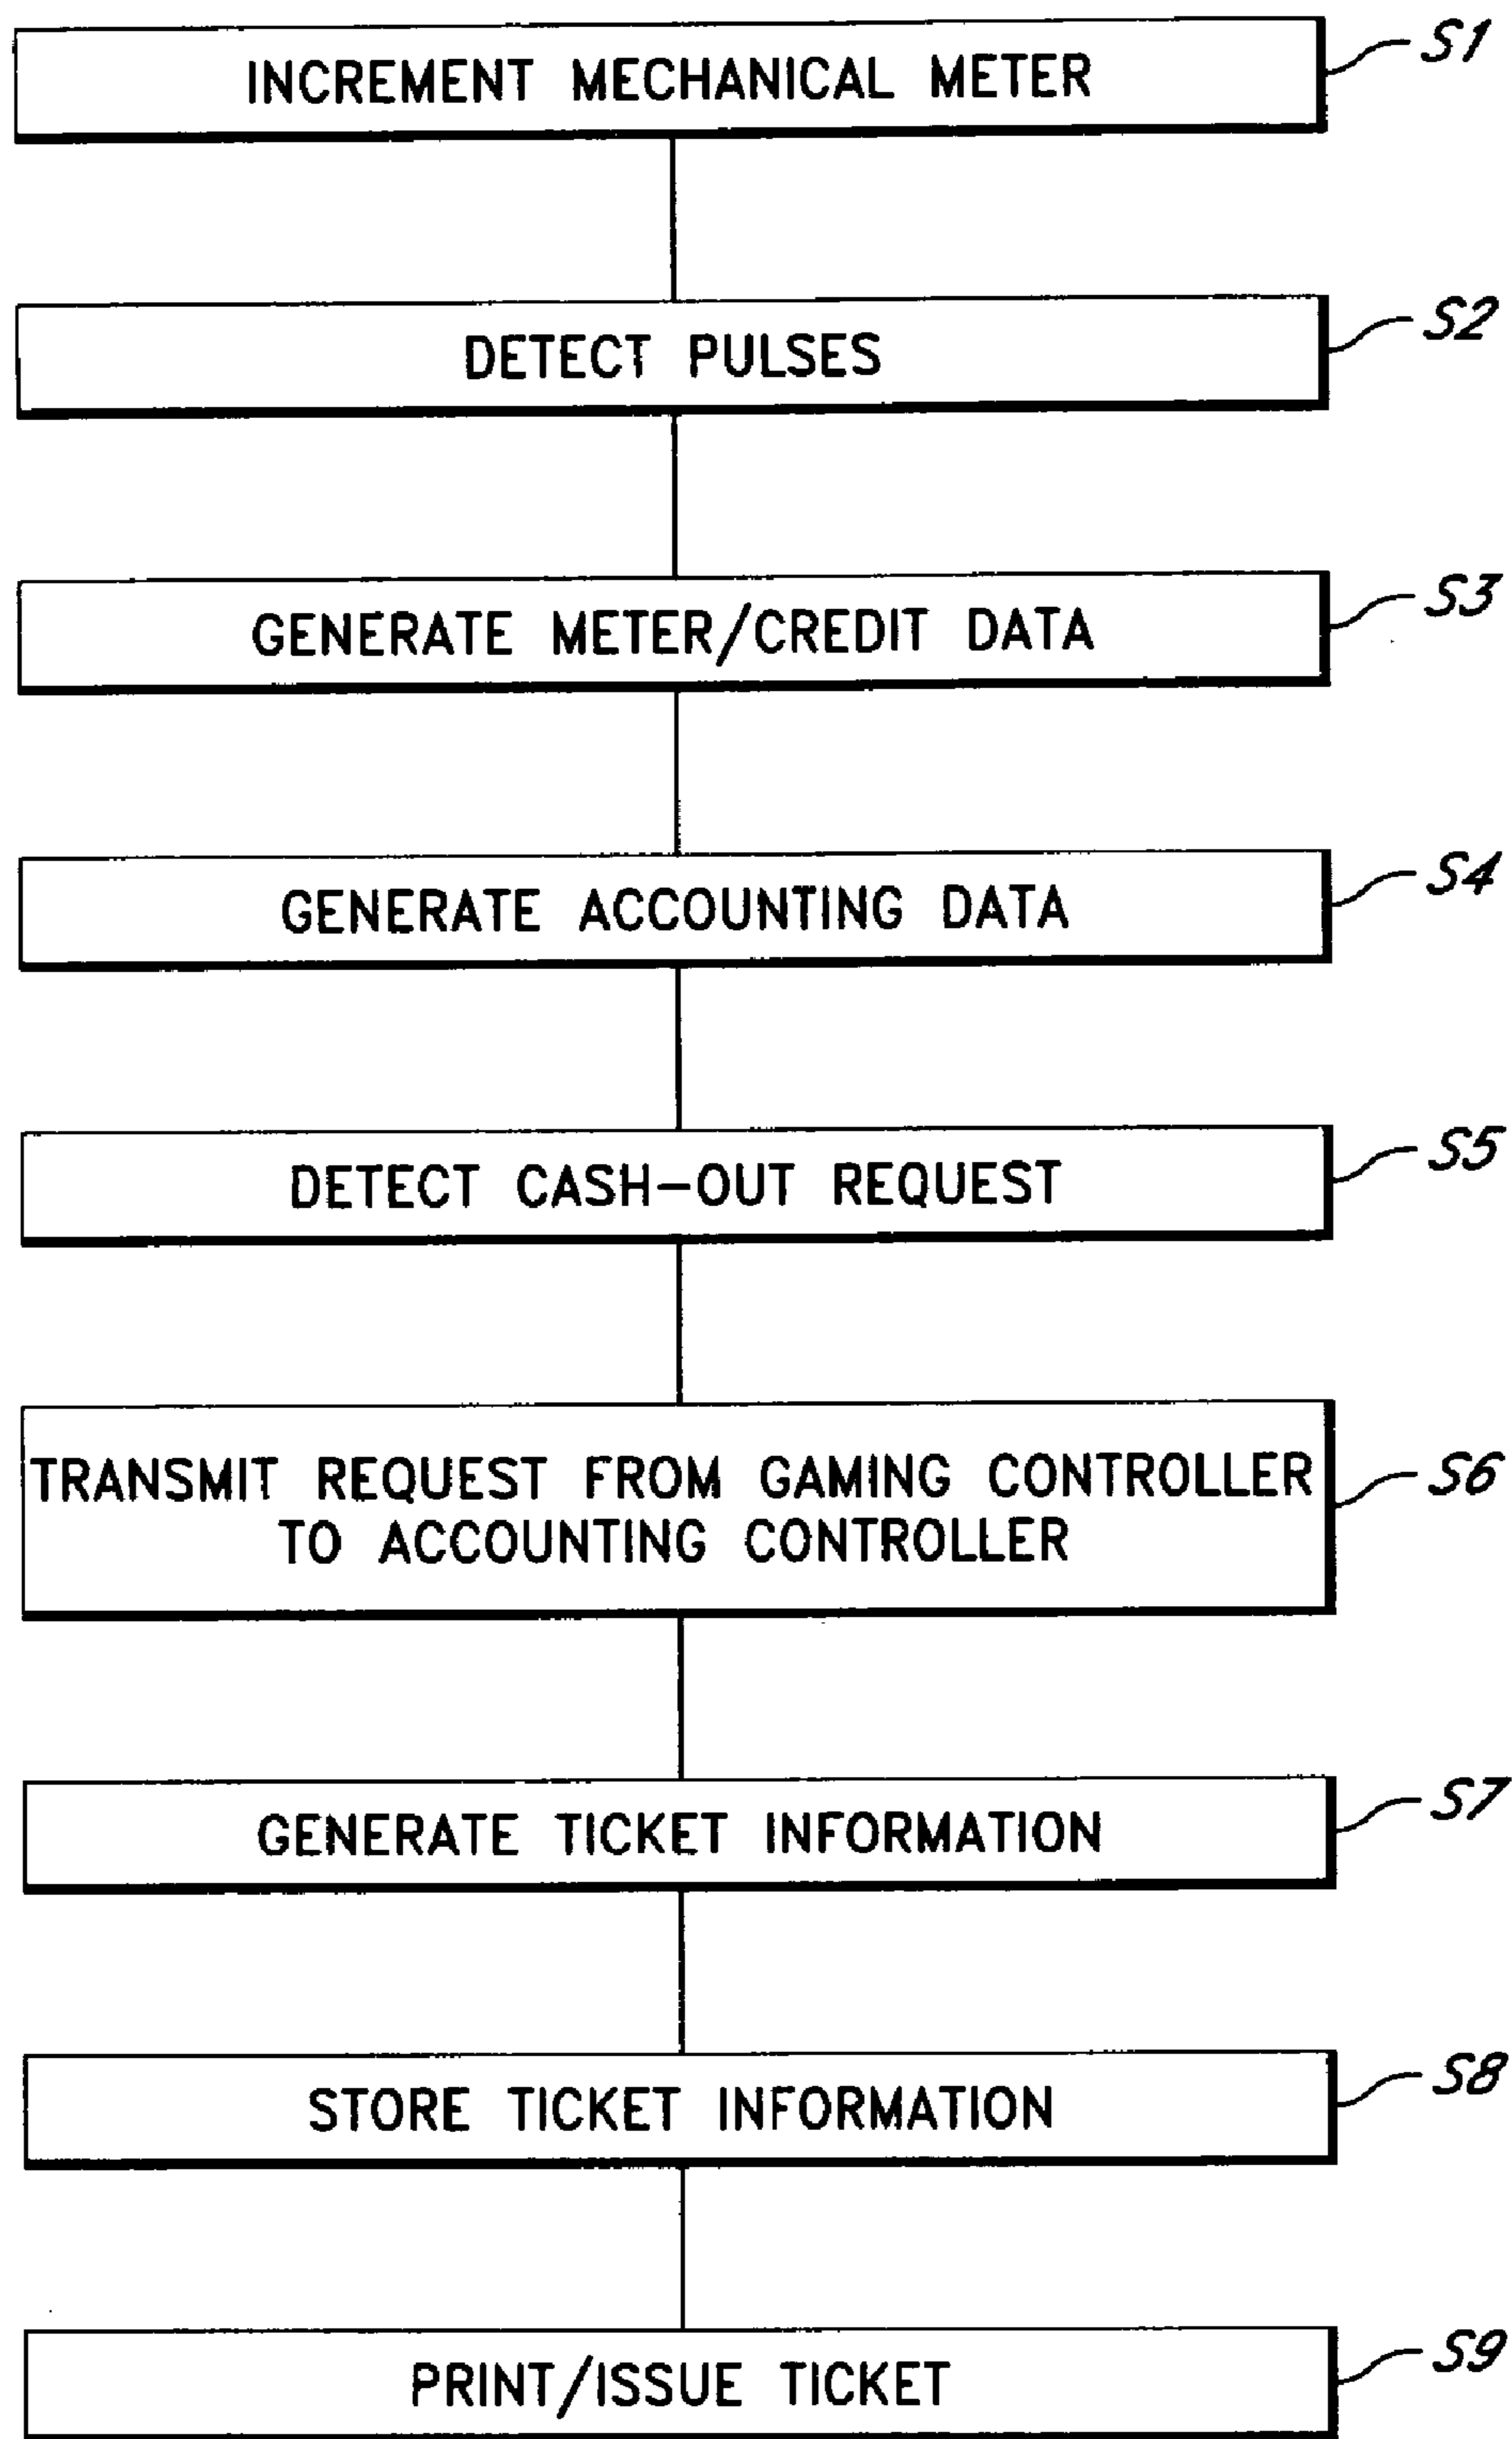 INCREMENT MECHANICAL METER S1
DETECT PULSES S2
GENERATE METER/CREDIT DATA S3
GENERATE ACCOUNTING DATA S4
DETECT CASH-OUT REQUEST S5
TRANSMIT REQUEST FROM GAMING CONTROLLER S6
TO ACCOUNTING CONTROLLER
GENERATE TICKET INFORMATION S7
STORE TICKET INFORMATION S8
PRINT/ISSUE TICKET S9